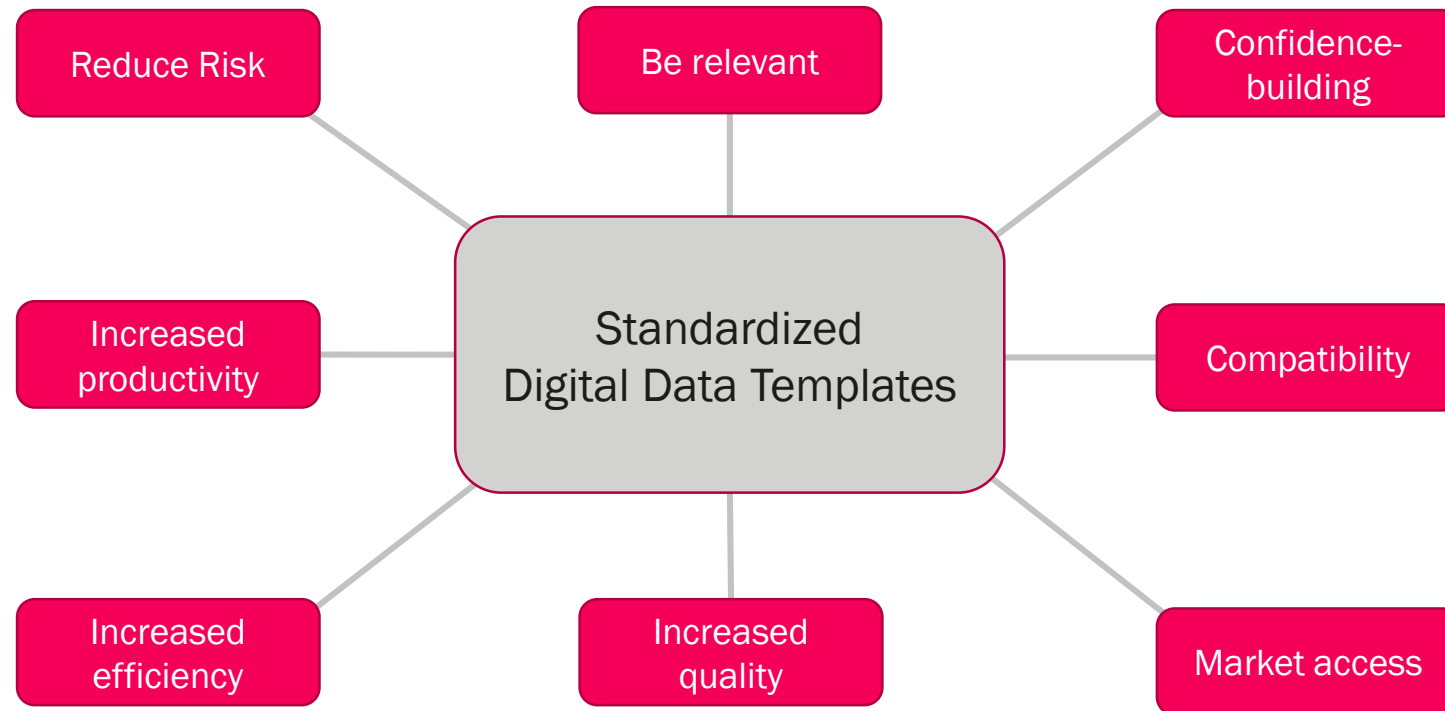 Reduce Risk
Be relevant
Confidence-
building
Increased
productivity
Standardized
Digital Data Templates
Compatibility
Increased
efficiency
Increased
quality
Market access